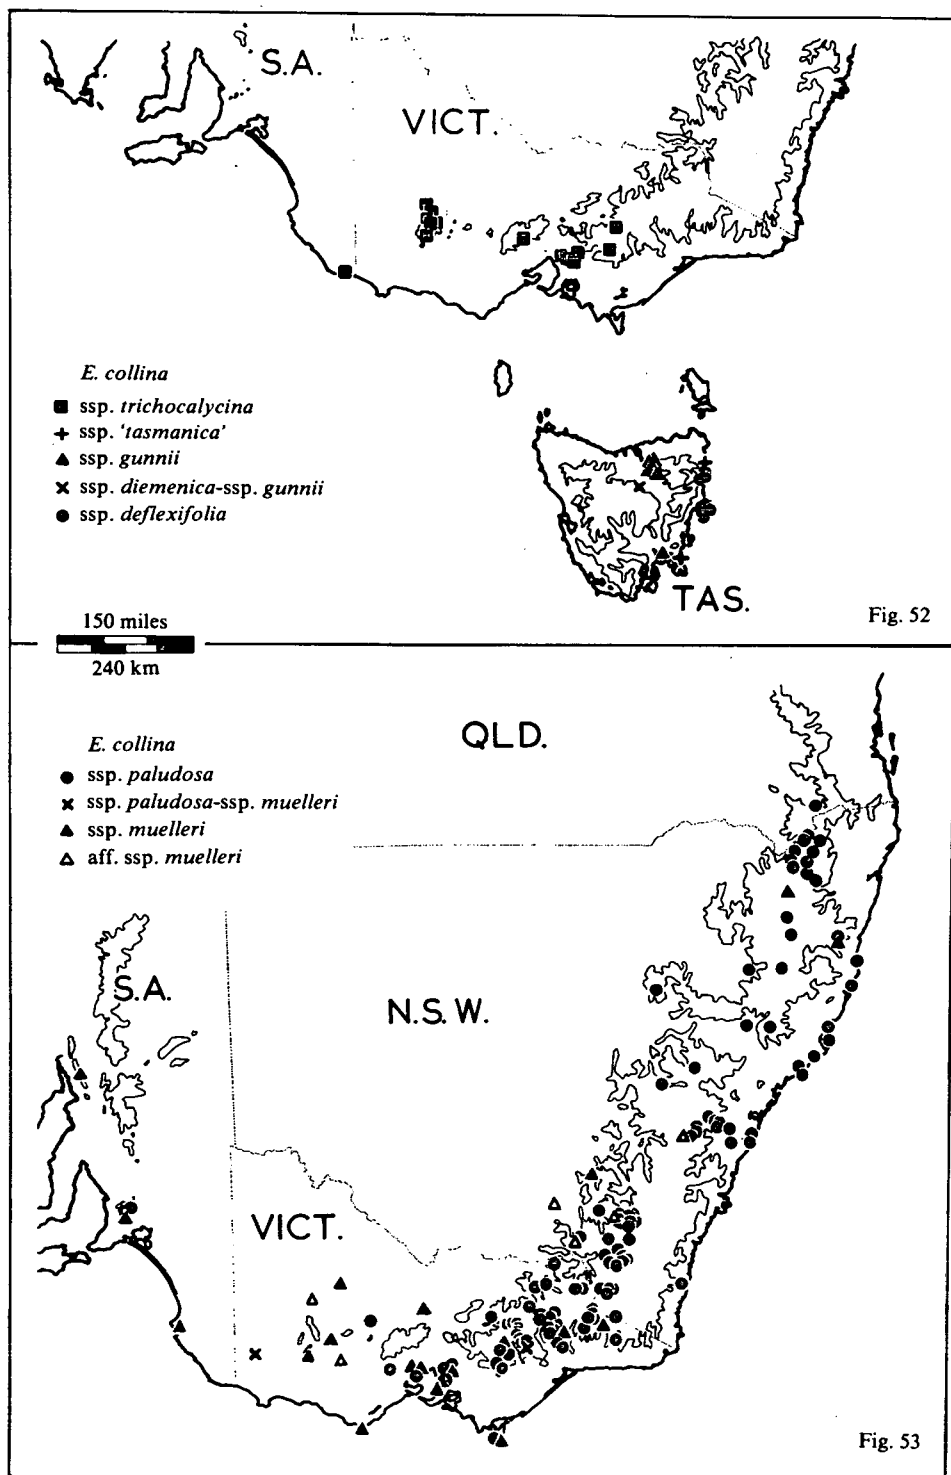 S.A.
VICT.
E. collina
ssp. trichocalycina
ssp. 'tasmanica'
ssp. gunnii
ssp. diemenica-ssp. gunnii
ssp. deflexifolia
TAS.
Fig. 52
150 miles
240 km
QLD.
E. collina
ssp. paludosa
ssp. paludosa-ssp. muelleri
ssp. muelleri
aff. ssp. muelleri
S.A.
N.S.W.
VICT.
Fig. 53